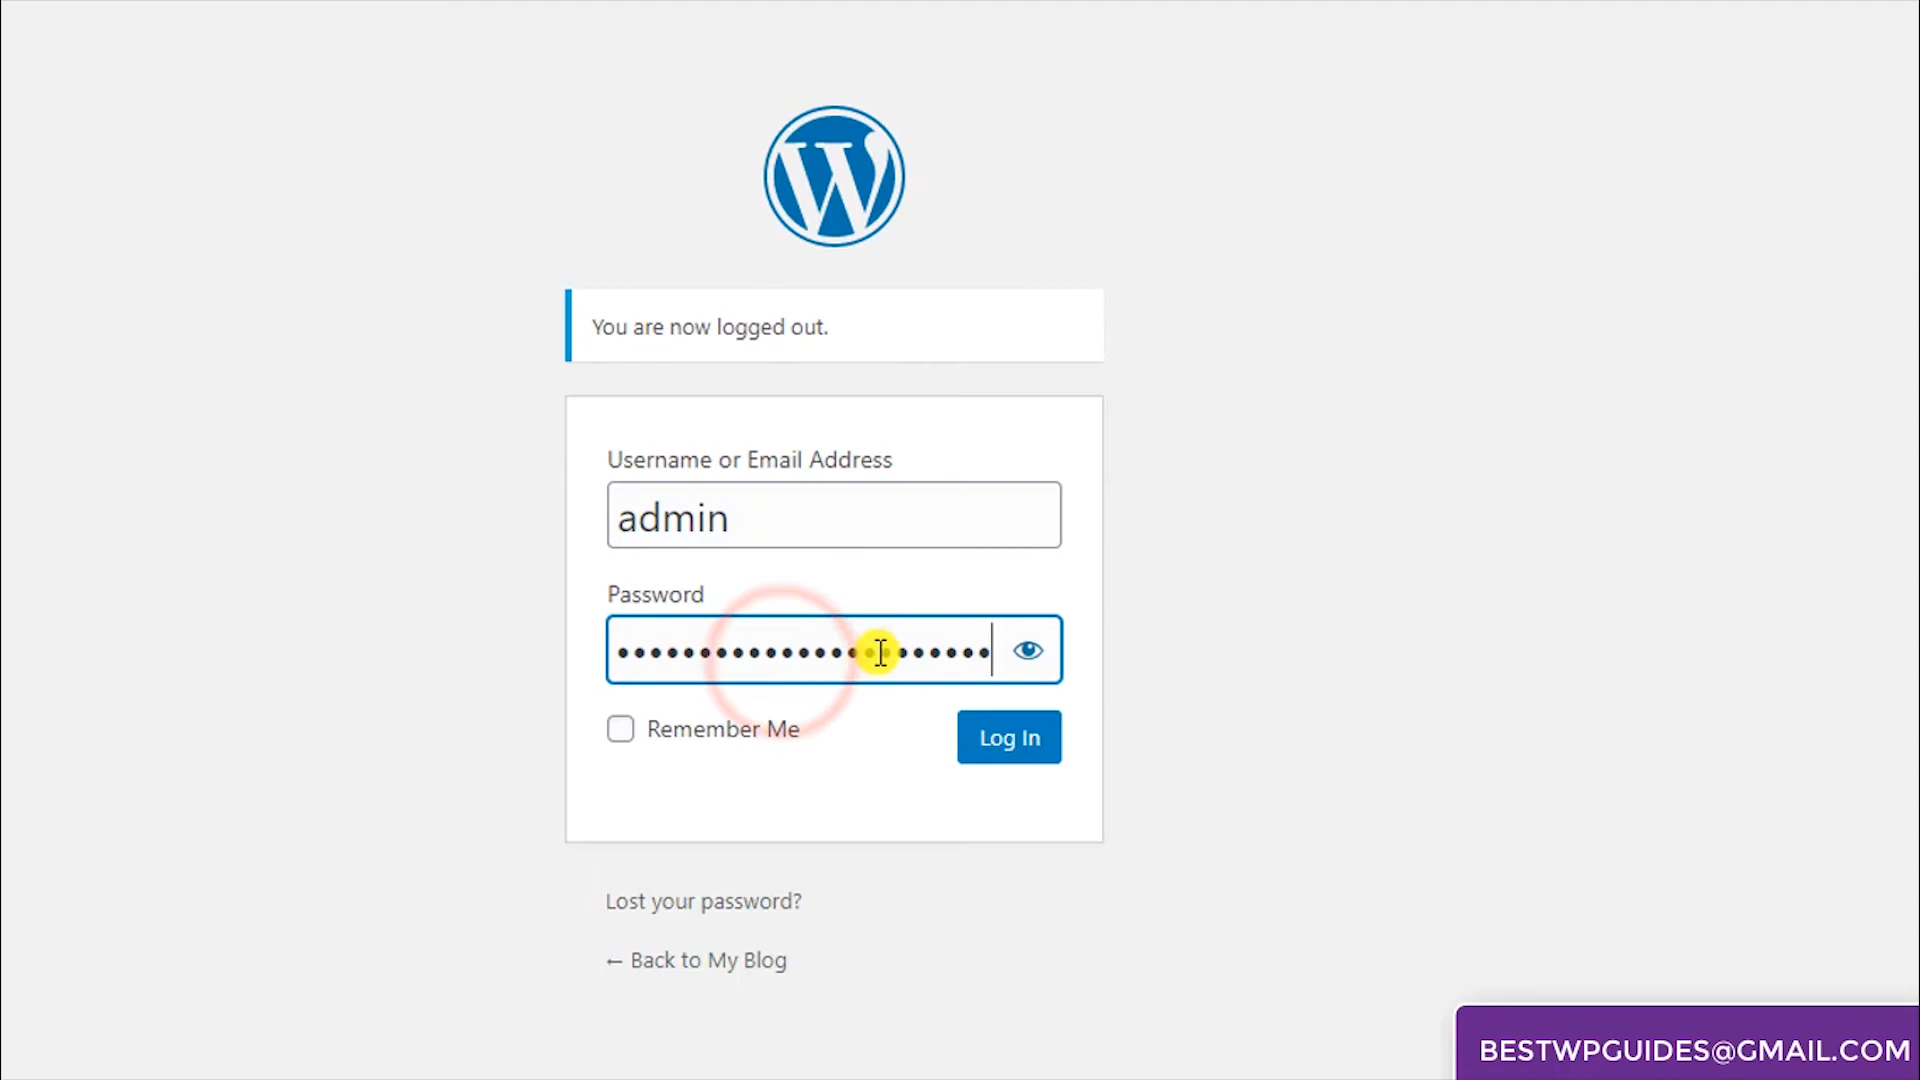 You are now logged out.
Username or Email Address
admin
Password
Remember Me
Log In
Lost your password?
← Back to My Blog
BESTWPGUIDES@GMAIL.COM